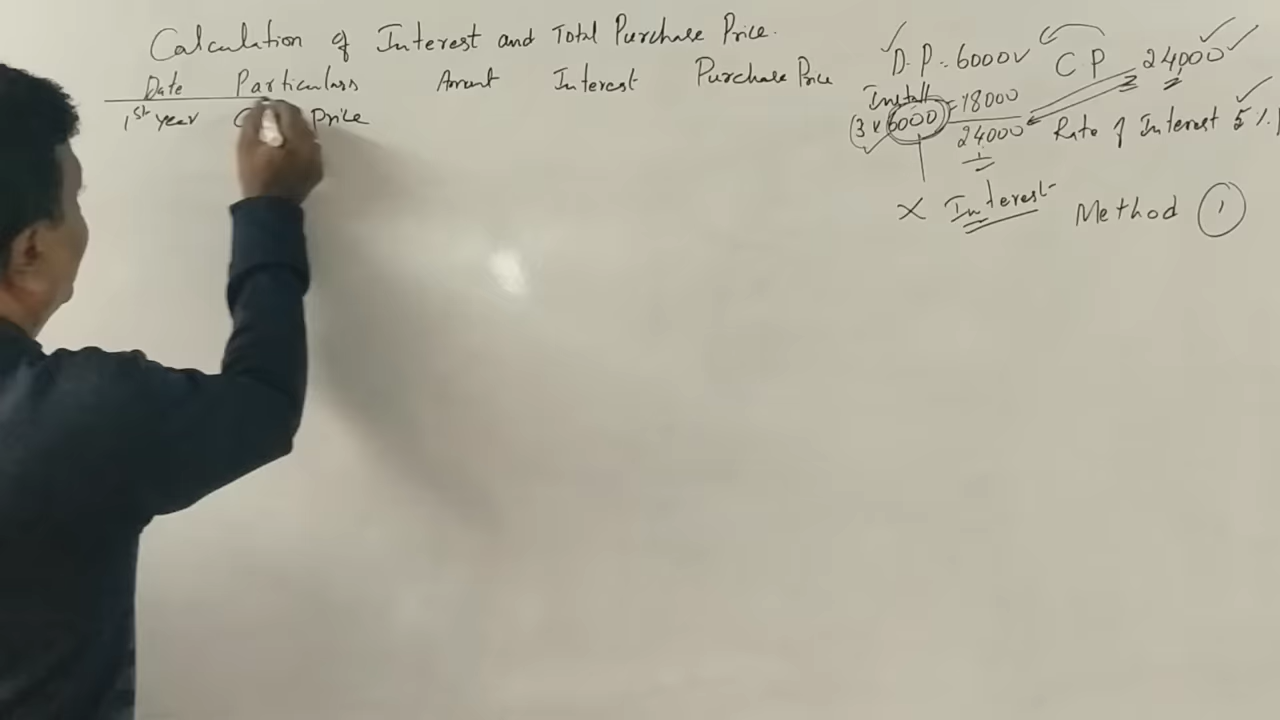 Calculation of Interest and Total Purchase Price.
Date Particulars Amount Interest Purchase Price
1st year Price
D.P. 6000 C P 24000
Install
(3 x 6000 = 18000
24000 Rate of Interest 5%
x Interest Method 1